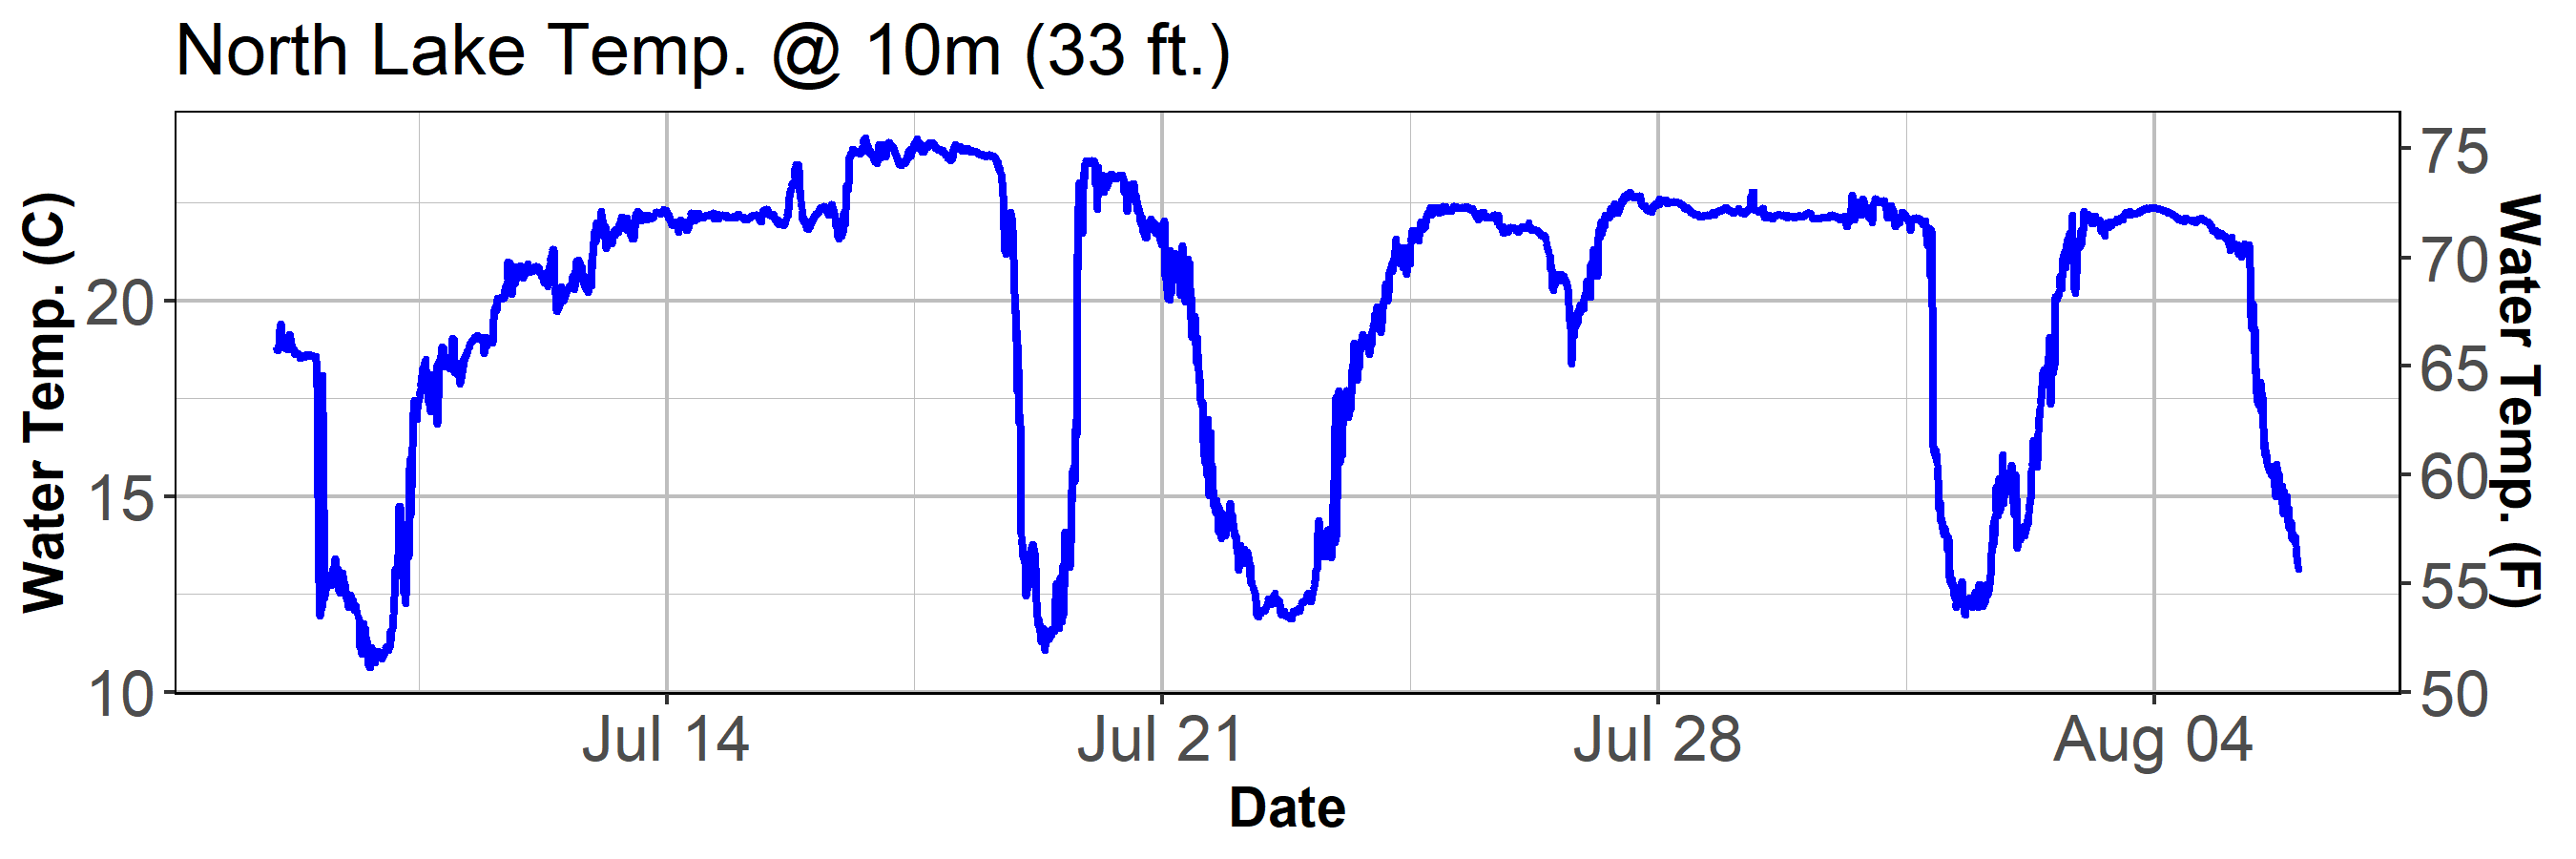 North Lake Temp. @ 10m (33 ft.)
Water Temp. (C)
20
15
10
75
70
65
60
55
50
Water Temp. (F)
Jul 14
Jul 21
Jul 28
Aug 04
Date